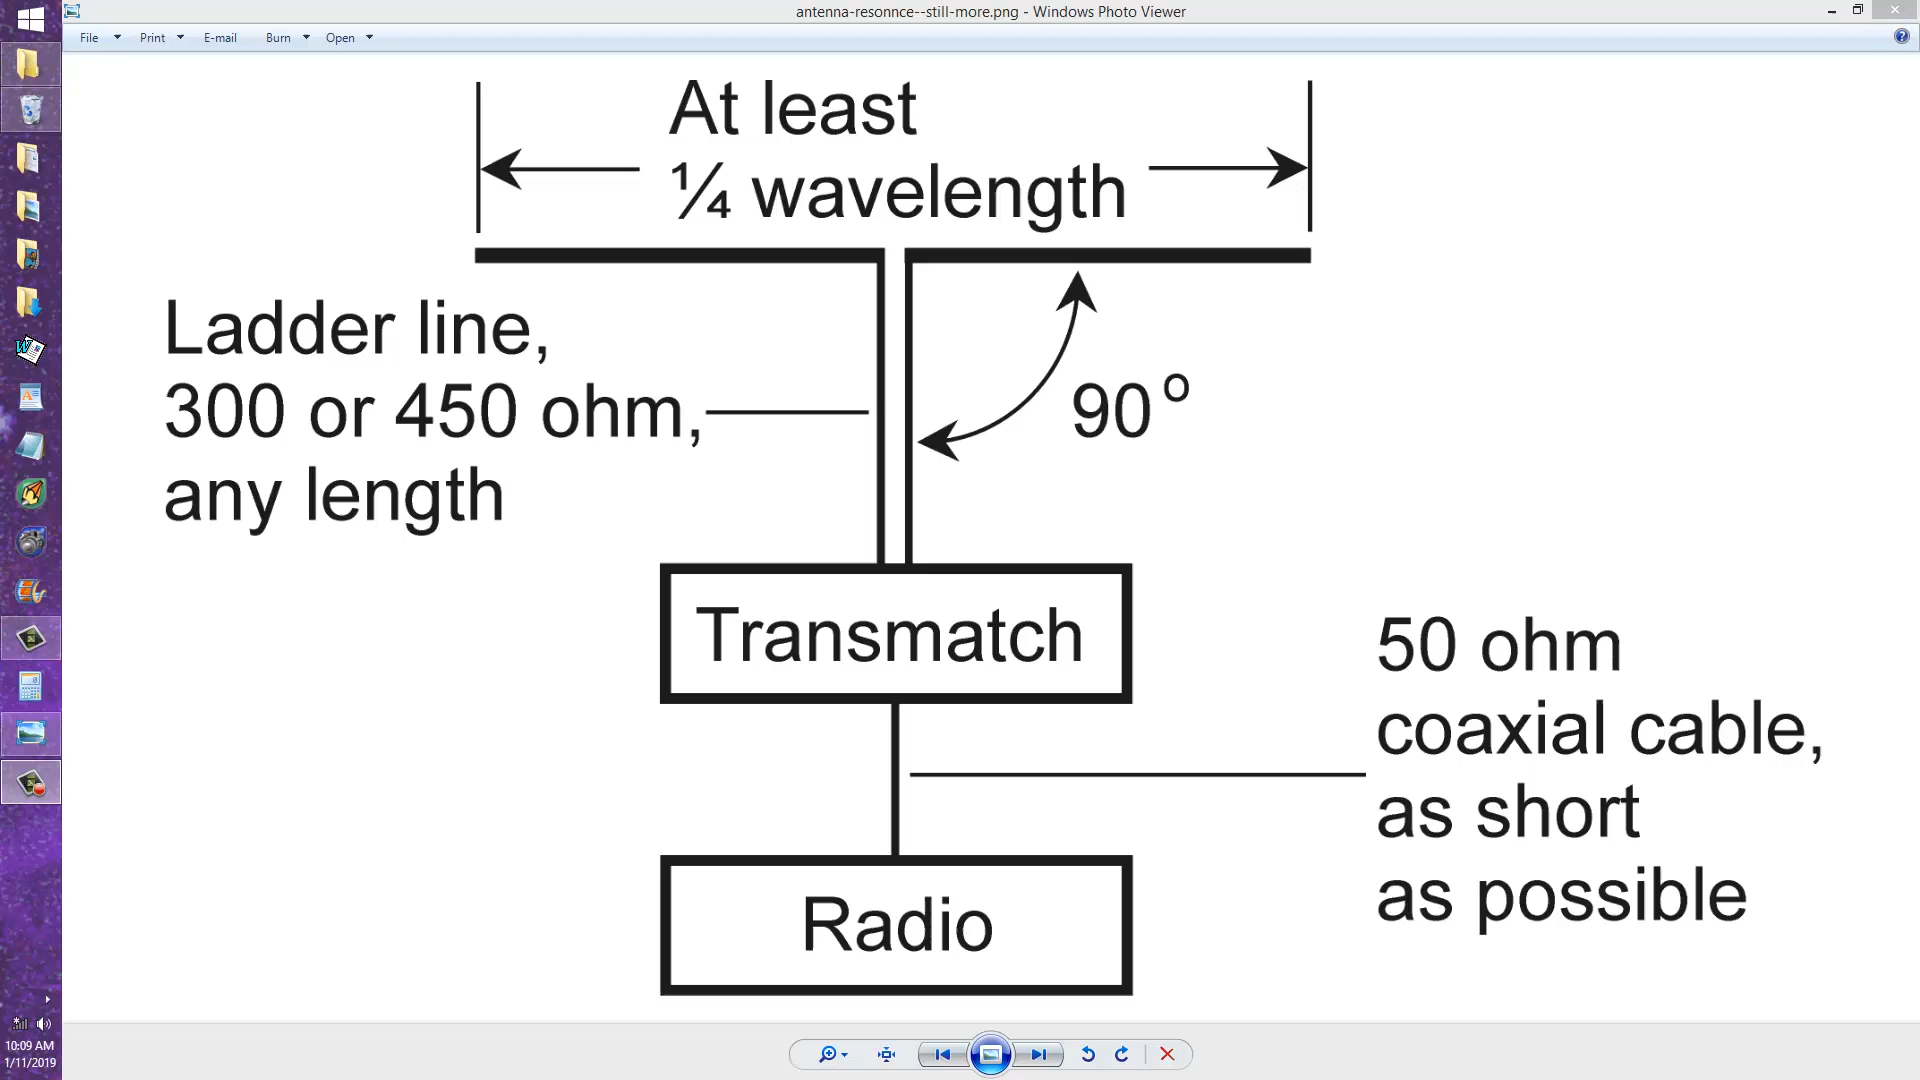 antenna-resonnce--still-more.png - Windows Photo Viewer
File Print E-mail Burn Open
At least
¼ wavelength
Ladder line,
300 or 450 ohm,
any length
90º
Transmatch
50 ohm
coaxial cable,
as short
as possible
Radio
10:09 AM
1/11/2019